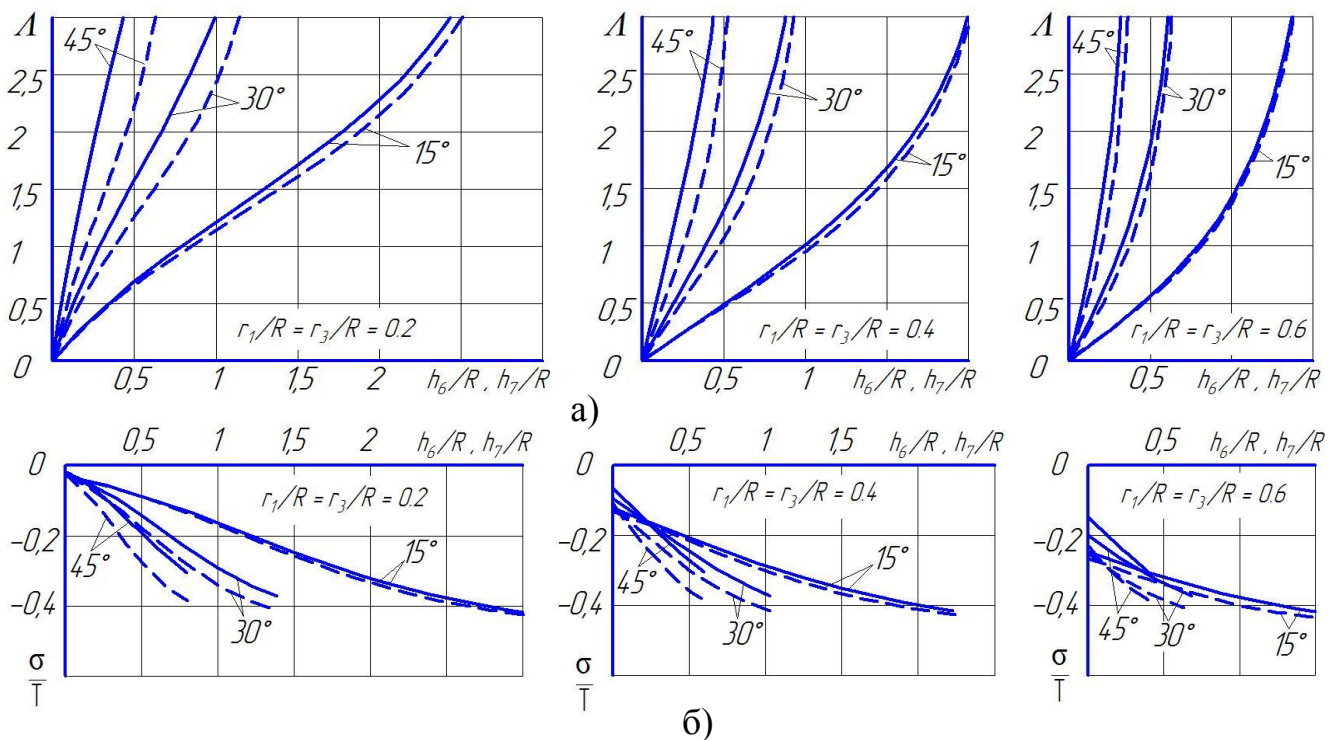 Λ
2,5
2
1,5
1
0,5
0
45°
30°
15°
r₁/R = r₃/R = 0.2
0,5
1
1,5
2
h₆/R, h₇/R
Λ
2,5
2
1,5
1
0,5
0
45°
30°
15°
r₁/R = r₃/R = 0.4
0,5
1
h₆/R, h₇/R
Λ
2,5
2
1,5
1
0,5
0
45°
30°
15°
r₁/R = r₃/R = 0.6
0,5
h₆/R, h₇/R
а)
0,5
1
1,5
2
h₆/R, h₇/R
0
r₁/R = r₃/R = 0.2
−0,2
−0,4
45°
30°
15°
σ
T
0,5
1
1,5
h₆/R, h₇/R
0
r₁/R = r₃/R = 0.4
−0,2
−0,4
45°
30°
15°
σ
T
0,5
h₆/R, h₇/R
0
r₁/R = r₃/R = 0.6
−0,2
−0,4
45°
30°
15°
σ
T
б)